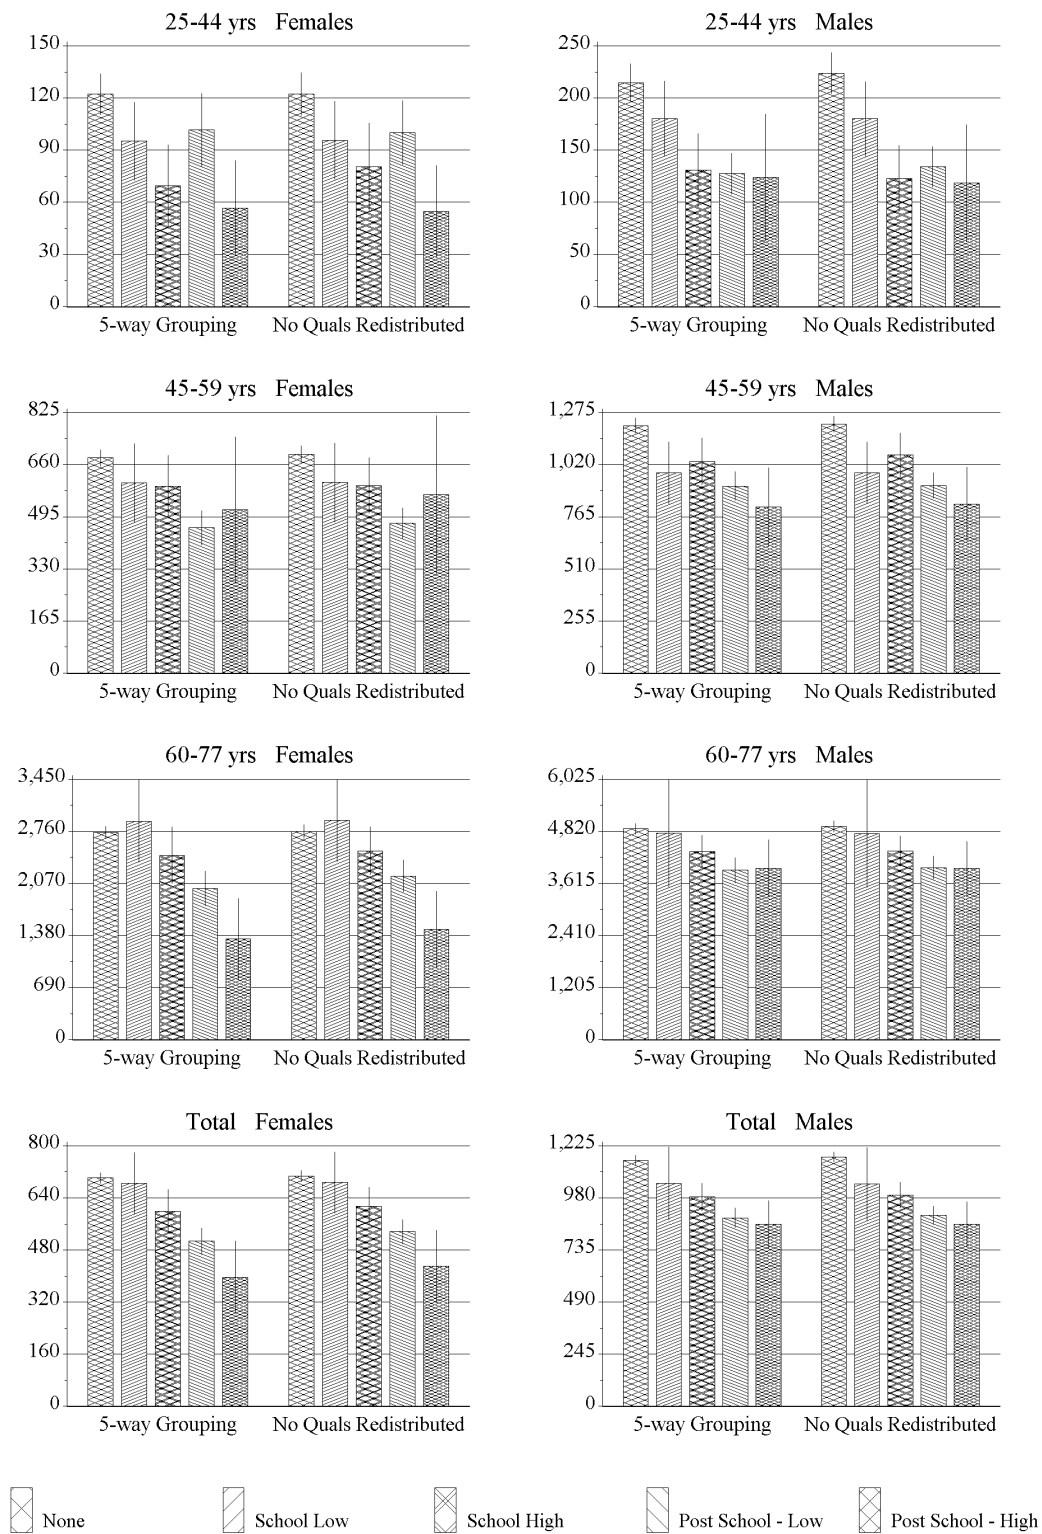 25-44 yrs Females
150
120
90
60
30
0
5-way Grouping No Quals Redistributed
25-44 yrs Males
250
200
150
100
50
0
5-way Grouping No Quals Redistributed
45-59 yrs Females
825
660
495
330
165
0
5-way Grouping No Quals Redistributed
45-59 yrs Males
1,275
1,020
765
510
255
0
5-way Grouping No Quals Redistributed
60-77 yrs Females
3,450
2,760
2,070
1,380
690
0
5-way Grouping No Quals Redistributed
60-77 yrs Males
6,025
4,820
3,615
2,410
1,205
0
5-way Grouping No Quals Redistributed
Total Females
800
640
480
320
160
0
5-way Grouping No Quals Redistributed
Total Males
1,225
980
735
490
245
0
5-way Grouping No Quals Redistributed
None School Low School High Post School - Low Post School - High